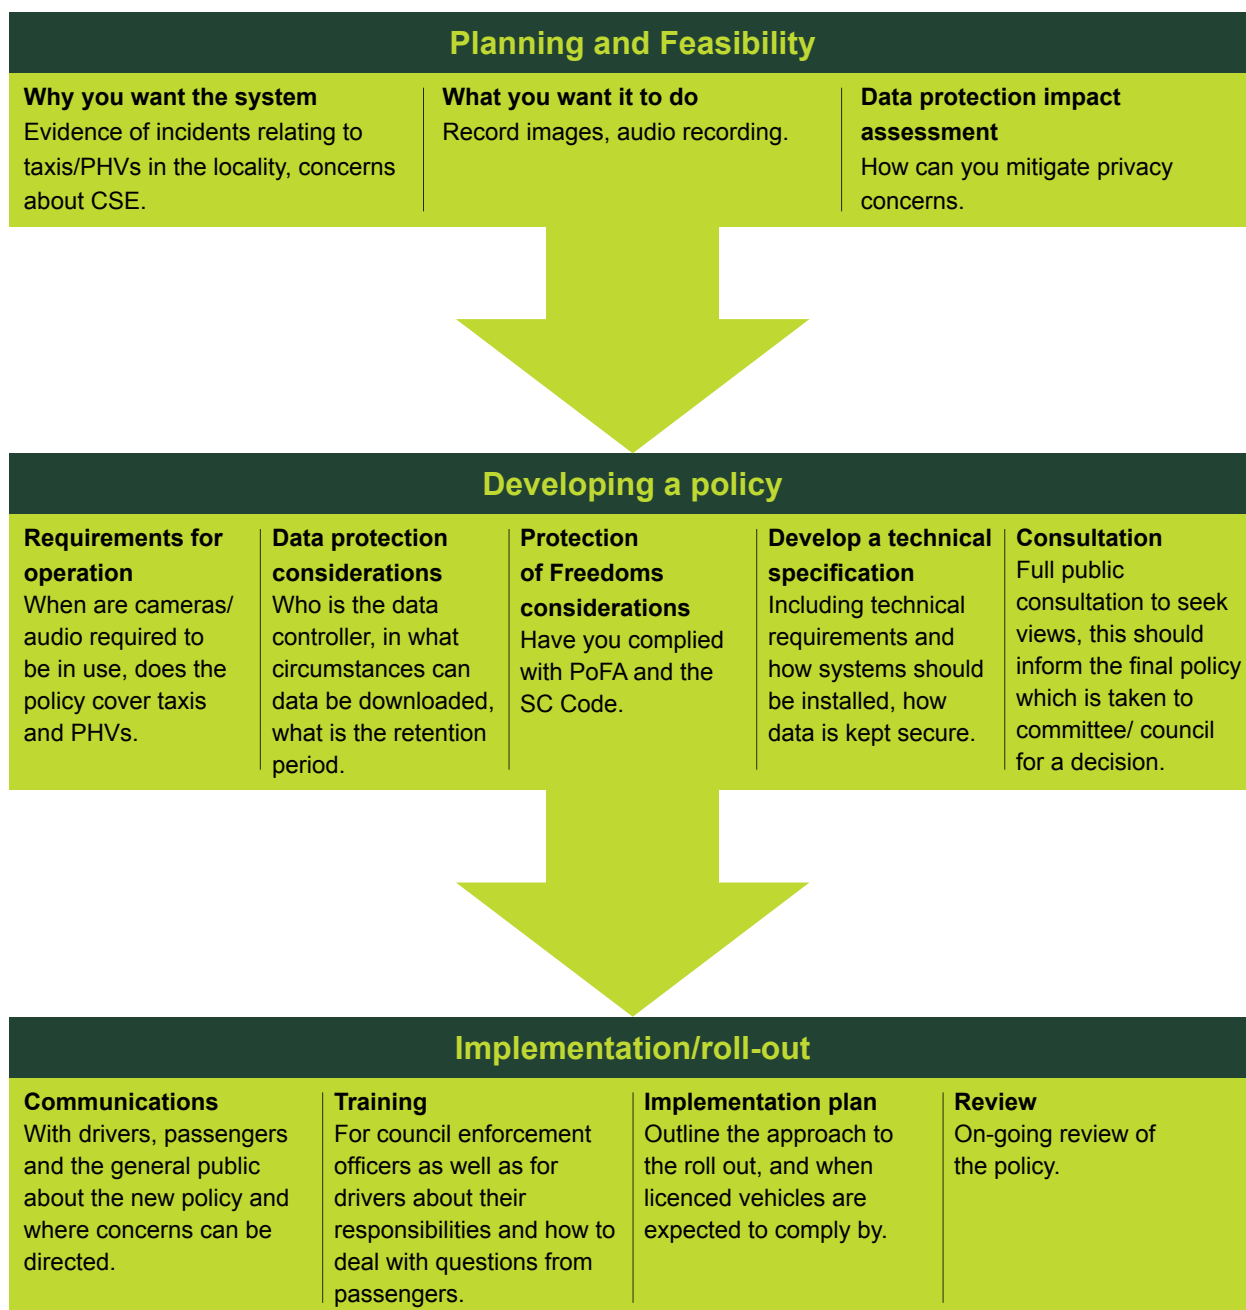 Planning and Feasibility
Why you want the system
Evidence of incidents relating to
taxis/PHVs in the locality, concerns
about CSE.
What you want it to do
Record images, audio recording.
Data protection impact
assessment
How can you mitigate privacy
concerns.
Developing a policy
Requirements for
operation
When are cameras/
audio required to
be in use, does the
policy cover taxis
and PHVs.
Data protection
considerations
Who is the data
controller, in what
circumstances can
data be downloaded,
what is the retention
period.
Protection
of Freedoms
considerations
Have you complied
with PoFA and the
SC Code.
Develop a technical
specification
Including technical
requirements and
how systems should
be installed, how
data is kept secure.
Consultation
Full public
consultation to seek
views, this should
inform the final policy
which is taken to
committee/ council
for a decision.
Implementation/roll-out
Communications
With drivers, passengers
and the general public
about the new policy and
where concerns can be
directed.
Training
For council enforcement
officers as well as for
drivers about their
responsibilities and how to
deal with questions from
passengers.
Implementation plan
Outline the approach to
the roll out, and when
licenced vehicles are
expected to comply by.
Review
On-going review of
the policy.